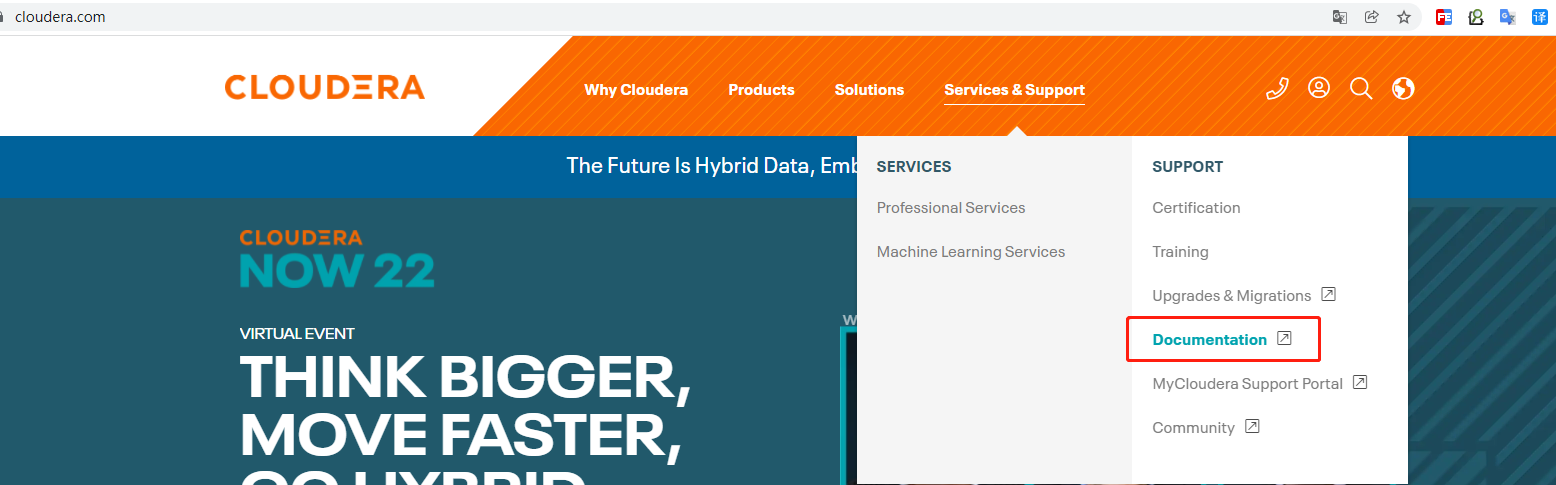 cloudera.com
CLOUDERA
Why Cloudera Products Solutions Services & Support
The Future Is Hybrid Data,
SERVICES
Professional Services
Machine Learning Services
SUPPORT
Certification
Training
Upgrades & Migrations
Documentation
MyCloudera Support Portal
Community
CLOUDERA
NOW 22
VIRTUAL EVENT
THINK BIGGER,
MOVE FASTER,
GO HYBRID